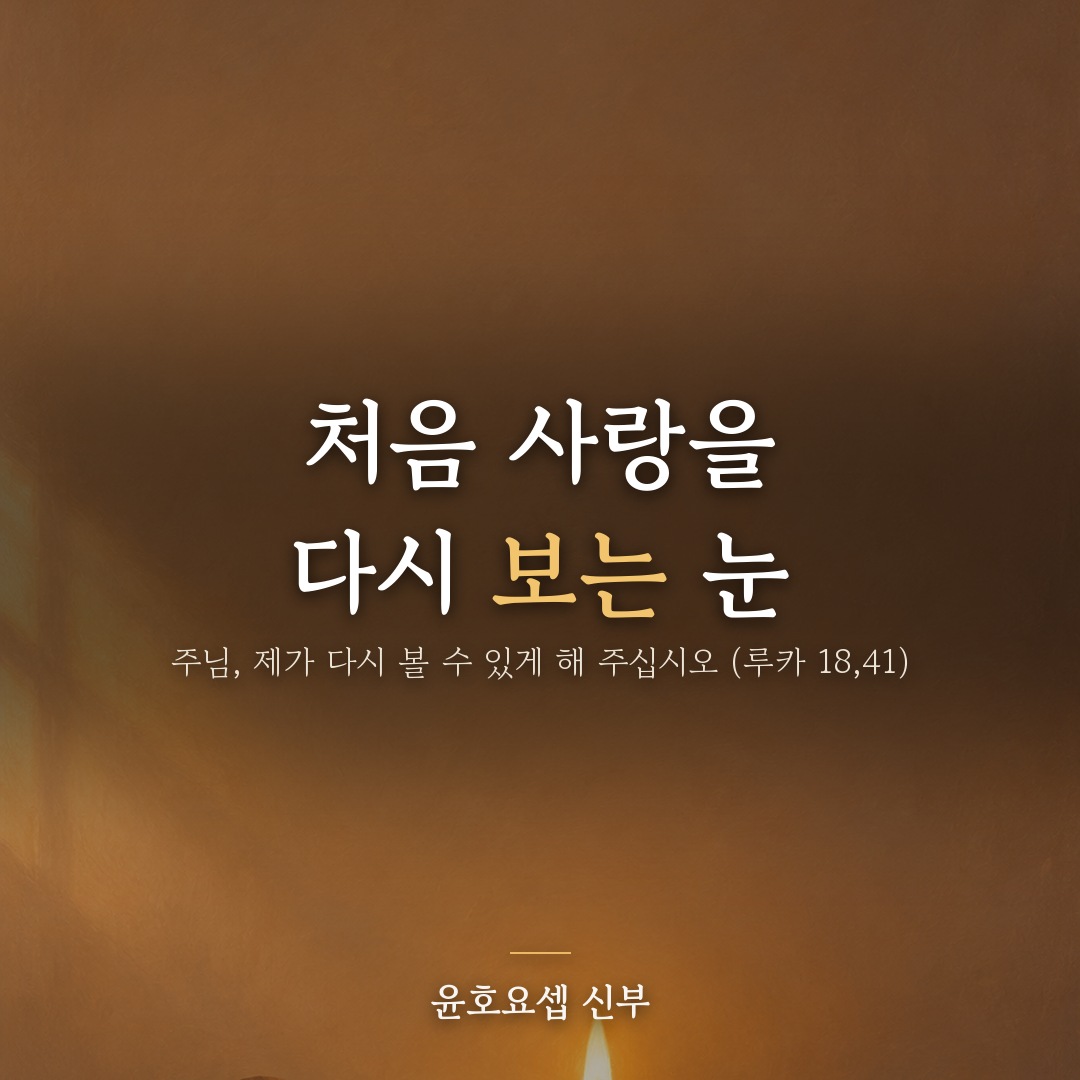 처음 사랑을
다시 보는 눈
주님, 제가 다시 볼 수 있게 해 주십시오 (루카 18,41)
윤호요셉 신부